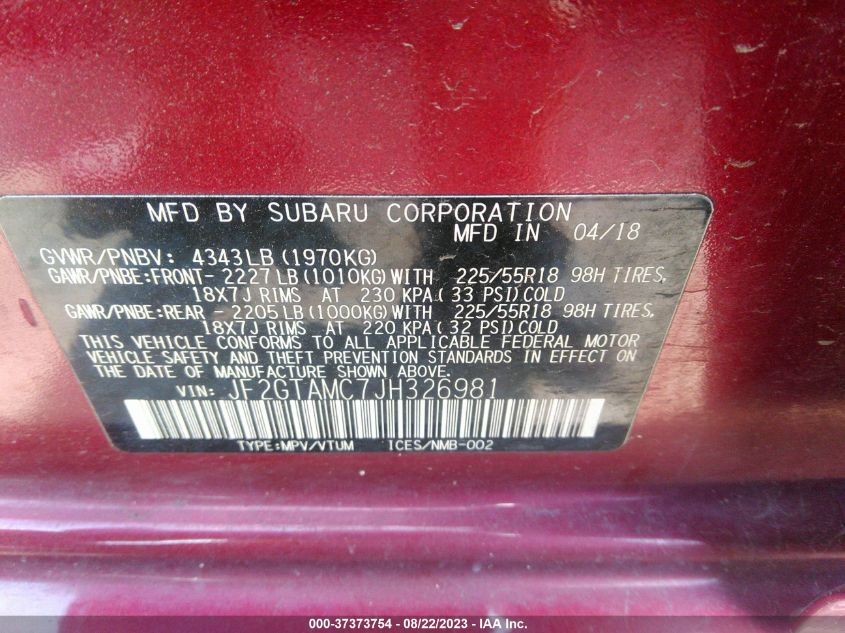 MFD BY SUBARU CORPORATION
MFD IN 04/18
GVWR/PNBV: 4343LB (1970KG)
GAWR/PNBE:FRONT- 2227LB(1010KG)WITH 225/55R18 98H TIRES,
18X7J RIMS AT 230 KPA( 33 PSI)COLD
GAWR/PNBE:REAR - 2205LB(1000KG)WITH 225/55R18 98H TIRES,
18X7J RIMS AT 220 KPA( 32 PSI)COLD
THIS VEHICLE CONFORMS TO ALL APPLICABLE FEDERAL MOTOR
VEHICLE SAFETY AND THEFT PREVENTION STANDARDS IN EFFECT ON
THE DATE OF MANUFACTURE SHOWN ABOVE.
VIN: JF2GTAMC7JH326981
TYPE:MPV/VTUM ICES/NMB-002
000-37373754 - 08/22/2023 - © IAA, Inc.